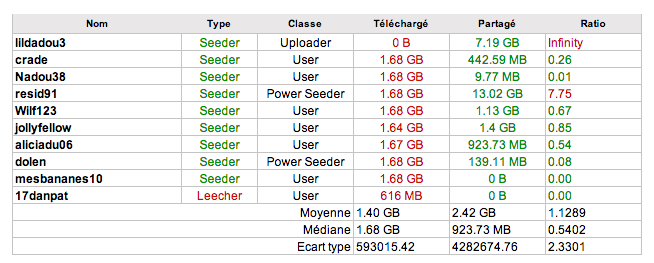 Nom Type Classe Téléchargé Partagé Ratio
lildadou3 Seeder Uploader 0 B 7.19 GB Infinity
crade Seeder User 1.68 GB 442.59 MB 0.26
Nadou38 Seeder User 1.68 GB 9.77 MB 0.01
resid91 Seeder Power Seeder 1.68 GB 13.02 GB 7.75
Wilf123 Seeder User 1.68 GB 1.13 GB 0.67
jollyfellow Seeder User 1.64 GB 1.4 GB 0.85
aliciadu06 Seeder User 1.67 GB 923.73 MB 0.54
dolen Seeder Power Seeder 1.68 GB 139.11 MB 0.08
mesbananes10 Seeder User 1.68 GB 0 B 0.00
17danpat Leecher User 616 MB 0 B 0.00
Moyenne 1.40 GB 2.42 GB 1.1289
Médiane 1.68 GB 923.73 MB 0.5402
Ecart type 593015.42 4282674.76 2.3301